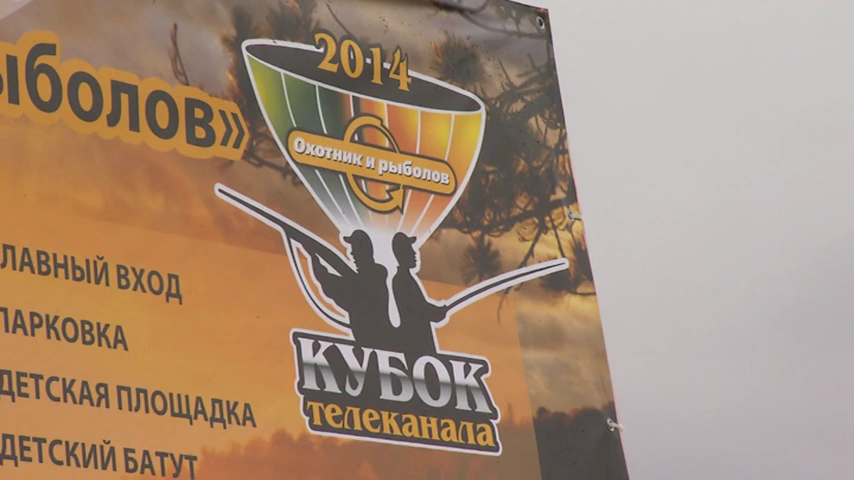 ыболов»
ЛАВНЫЙ ВХОД
ПАРКОВКА
ДЕТСКАЯ ПЛОЩАДКА
ДЕТСКИЙ БАТУТ
2014
Охотник и рыболов
КУБОК
телеканала